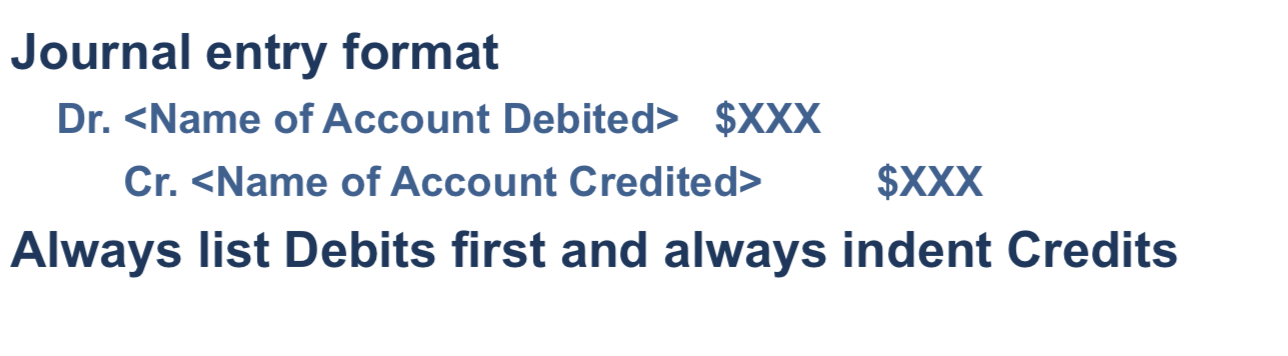 Journal entry format
Dr. <Name of Account Debited> $XXX
Cr. <Name of Account Credited> $XXX
Always list Debits first and always indent Credits